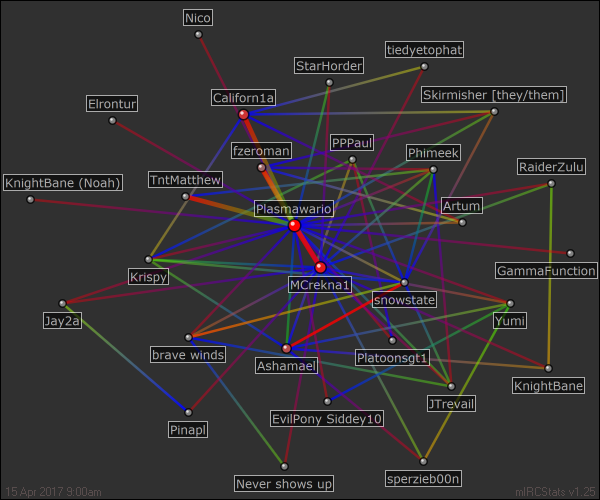 Nico
tiedyetophat
StarHorder
Californ1a
Skirmisher [they/them]
Elrontur
PPPaul
fzeroman
Phimeek
RaiderZulu
KnightBane (Noah)
TntMatthew
Plasmawario
Artum
GammaFunction
Krispy
MCrekna1
snowstate
Jay2a
Yumi
brave winds
Platoonsgt1
Ashamael
KnightBane
JTrevail
EvilPony Siddey10
Pinapl
Never shows up
sperzieb00n
15 Apr 2017 9:00am
mIRCStats v1.25